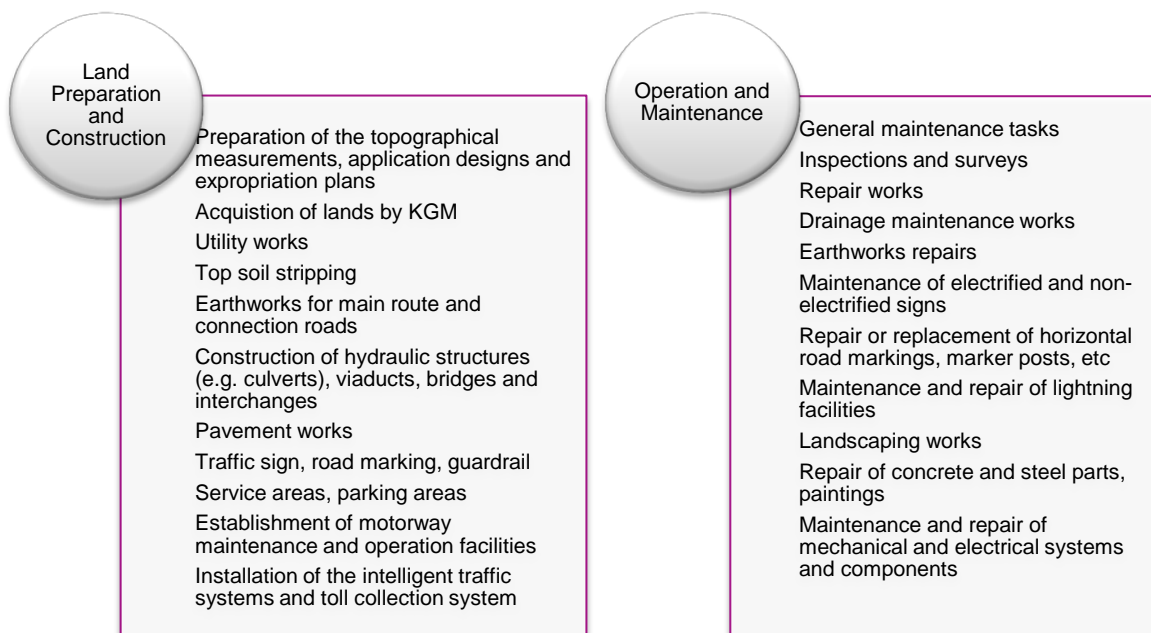 Land
Preparation
and
Construction
Preparation of the topographical
measurements, application designs and
expropriation plans
Acquistion of lands by KGM
Utility works
Top soil stripping
Earthworks for main route and
connection roads
Construction of hydraulic structures
(e.g. culverts), viaducts, bridges and
interchanges
Pavement works
Traffic sign, road marking, guardrail
Service areas, parking areas
Establishment of motorway
maintenance and operation facilities
Installation of the intelligent traffic
systems and toll collection system
Operation and
Maintenance
General maintenance tasks
Inspections and surveys
Repair works
Drainage maintenance works
Earthworks repairs
Maintenance of electrified and non-
electrified signs
Repair or replacement of horizontal
road markings, marker posts, etc
Maintenance and repair of lightning
facilities
Landscaping works
Repair of concrete and steel parts,
paintings
Maintenance and repair of
mechanical and electrical systems
and components